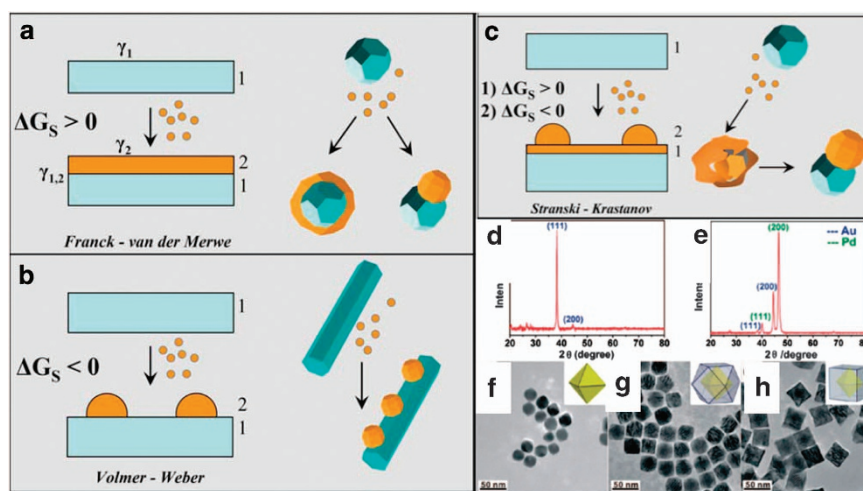 a
γ1
1
ΔGS > 0
γ2
γ1,2
2
1
Franck - van der Merwe
b
1
ΔGS < 0
2
1
Volmer - Weber
c
1
1) ΔGS > 0
2) ΔGS < 0
2
1
Stranski - Krastanov
d
(111)
(200)
Inten
20 30 40 50 60 70 80
2θ (degree)
e
(200)
--- Au
--- Pd
(200)
(111)
(111)
Inten
20 30 40 50 60 70 80
2θ /degree
f
50 nm
g
50 nm
h
50 nm